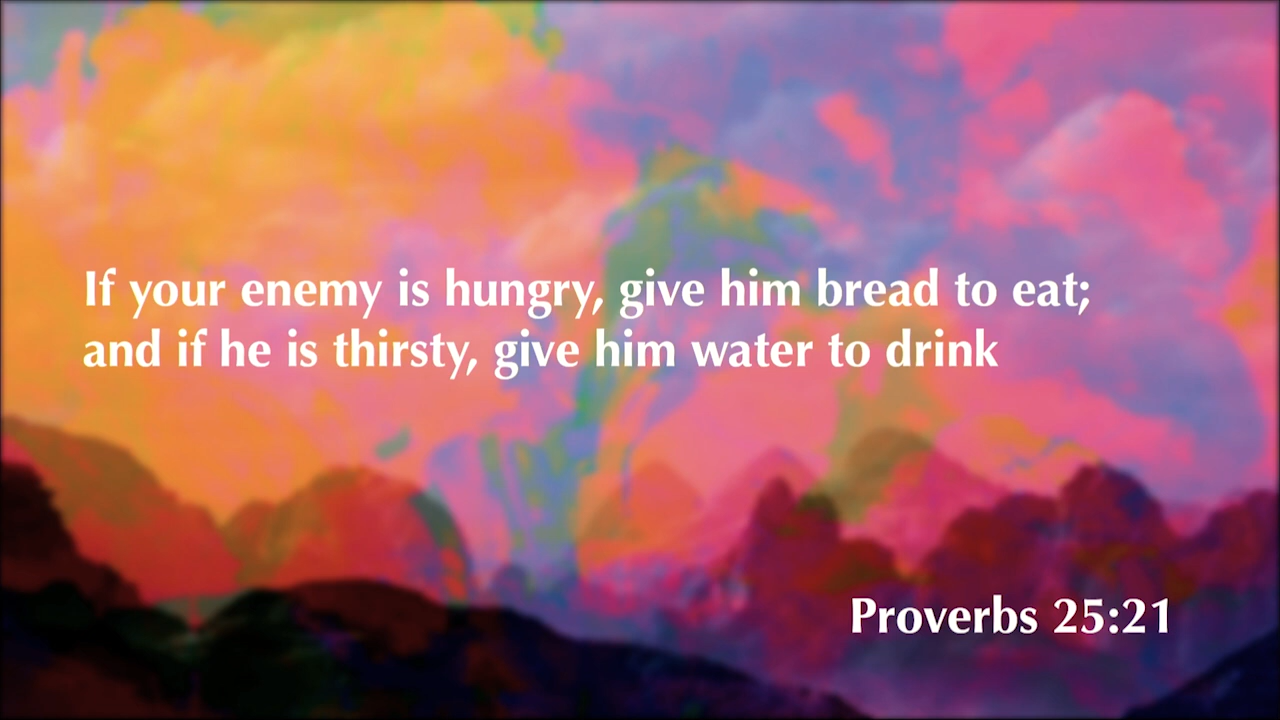 If your enemy is hungry, give him bread to eat;
and if he is thirsty, give him water to drink
Proverbs 25:21